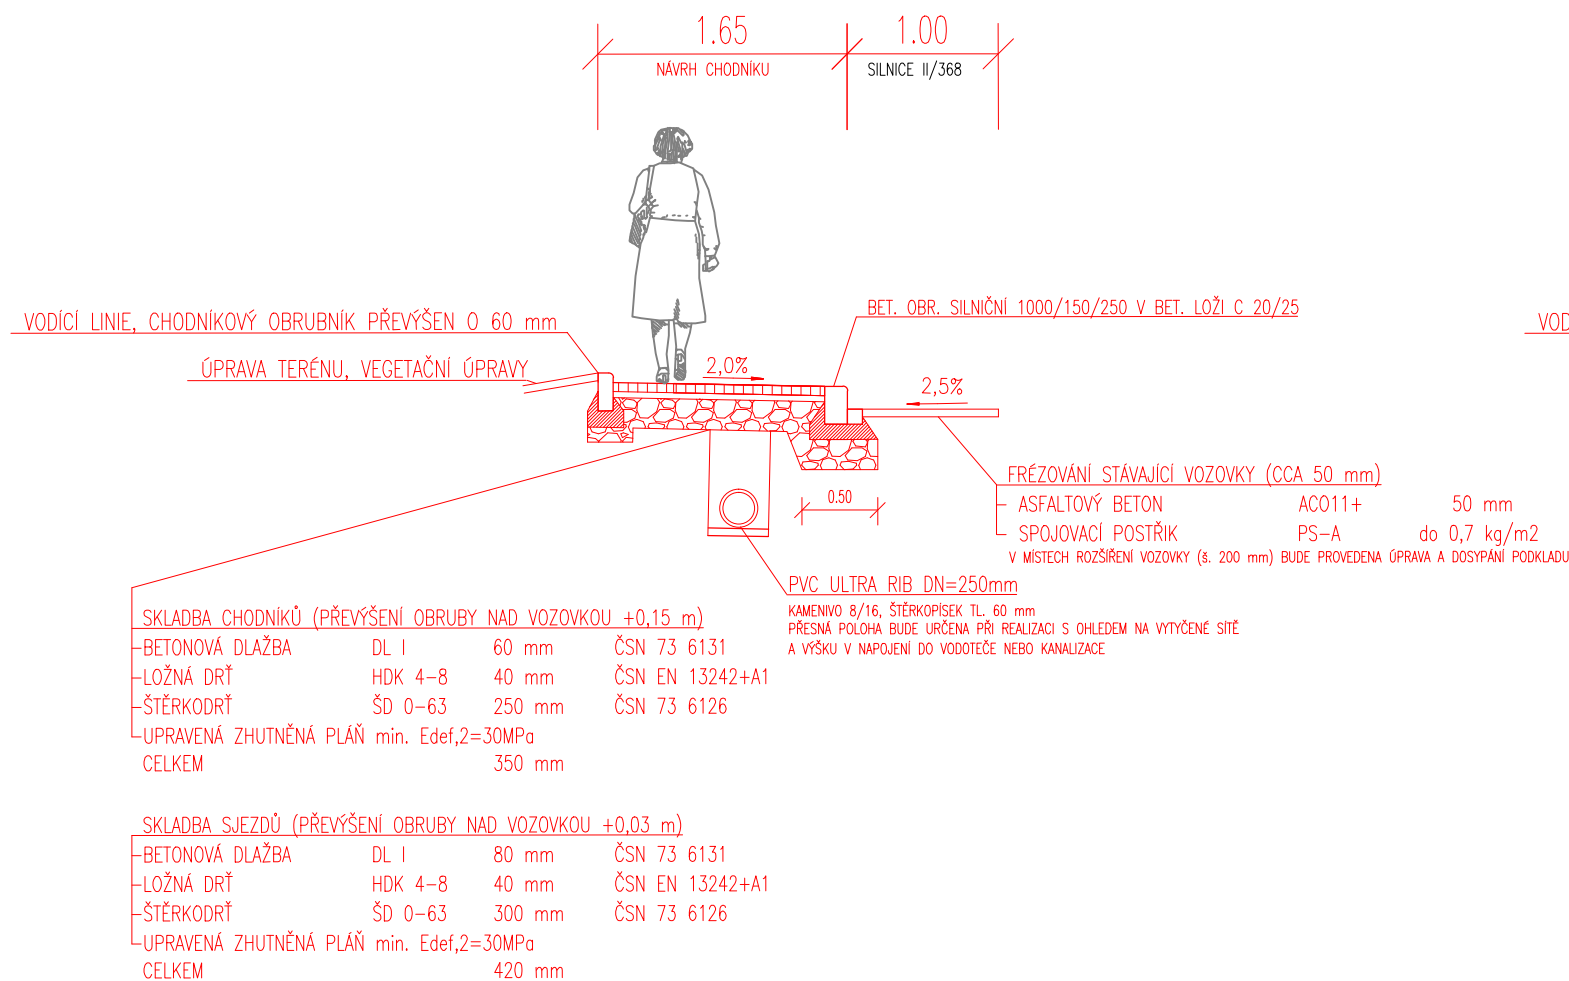 1.65
1.00
NÁVRH CHODNÍKU
SILNICE II/368
VODÍCÍ LINIE, CHODNÍKOVÝ OBRUBNÍK PŘEVÝŠEN O 60 mm
BET. OBR. SILNIČNÍ 1000/150/250 V BET. LOŽI C 20/25
ÚPRAVA TERÉNU, VEGETAČNÍ ÚPRAVY
2,0%
2,5%
0.50
FRÉZOVÁNÍ STÁVAJÍCÍ VOZOVKY (CCA 50 mm)
ASFALTOVÝ BETON ACO11+ 50 mm
SPOJOVACÍ POSTŘIK PS-A do 0,7 kg/m2
V MÍSTECH ROZŠÍŘENÍ VOZOVKY (š. 200 mm) BUDE PROVEDENA ÚPRAVA A DOSYPÁNÍ PODKLADU
PVC ULTRA RIB DN=250mm
KAMENIVO 8/16, ŠTĚRKOPÍSEK TL. 60 mm
PŘESNÁ POLOHA BUDE URČENA PŘI REALIZACI S OHLEDEM NA VYTYČENÉ SÍTĚ
A VÝŠKU V NAPOJENÍ DO VODOTEČE NEBO KANALIZACE
SKLADBA CHODNÍKŮ (PŘEVÝŠENÍ OBRUBY NAD VOZOVKOU +0,15 m)
BETONOVÁ DLAŽBA DL I 60 mm ČSN 73 6131
LOŽNÁ DRŤ HDK 4-8 40 mm ČSN EN 13242+A1
ŠTĚRKODRŤ ŠD 0-63 250 mm ČSN 73 6126
UPRAVENÁ ZHUTNĚNÁ PLÁŇ min. Edef,2=30MPa
CELKEM 350 mm
SKLADBA SJEZDŮ (PŘEVÝŠENÍ OBRUBY NAD VOZOVKOU +0,03 m)
BETONOVÁ DLAŽBA DL I 80 mm ČSN 73 6131
LOŽNÁ DRŤ HDK 4-8 40 mm ČSN EN 13242+A1
ŠTĚRKODRŤ ŠD 0-63 300 mm ČSN 73 6126
UPRAVENÁ ZHUTNĚNÁ PLÁŇ min. Edef,2=30MPa
CELKEM 420 mm